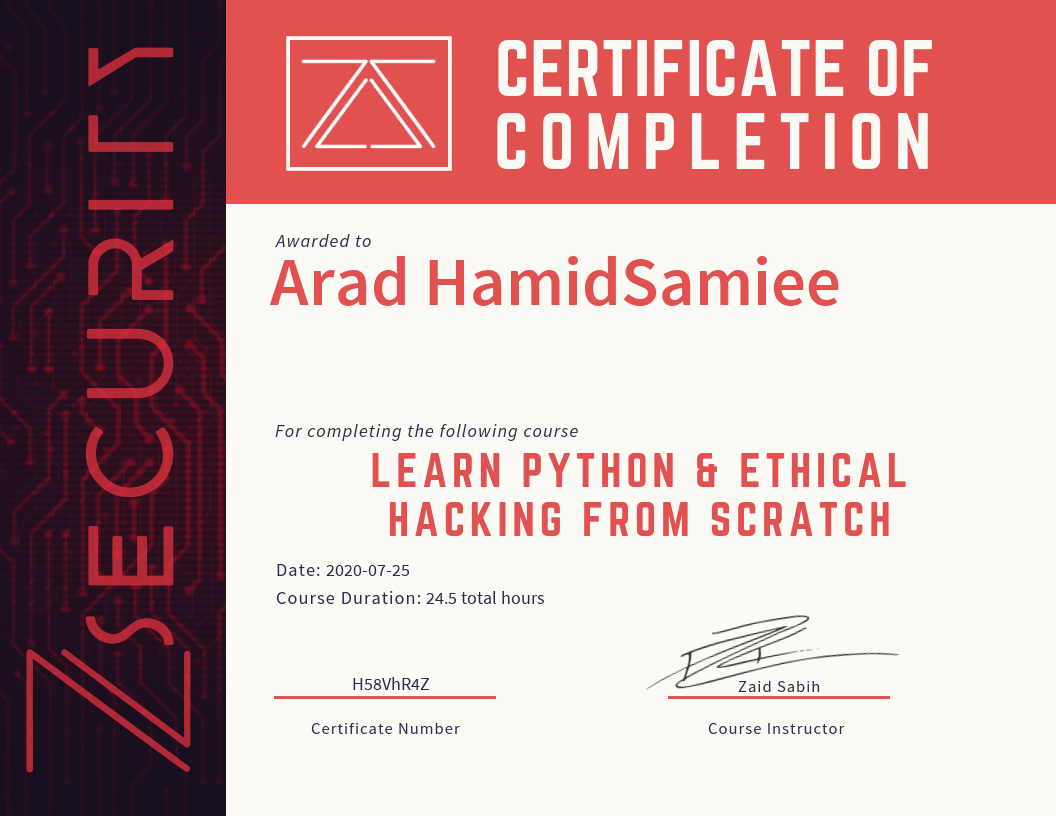 CERTIFICATE OF
COMPLETION
Awarded to
Arad HamidSamiee
For completing the following course
LEARN PYTHON & ETHICAL
HACKING FROM SCRATCH
Date: 2020-07-25
Course Duration: 24.5 total hours
H58VhR4Z
Certificate Number
Zaid Sabih
Course Instructor
ZSECURITY